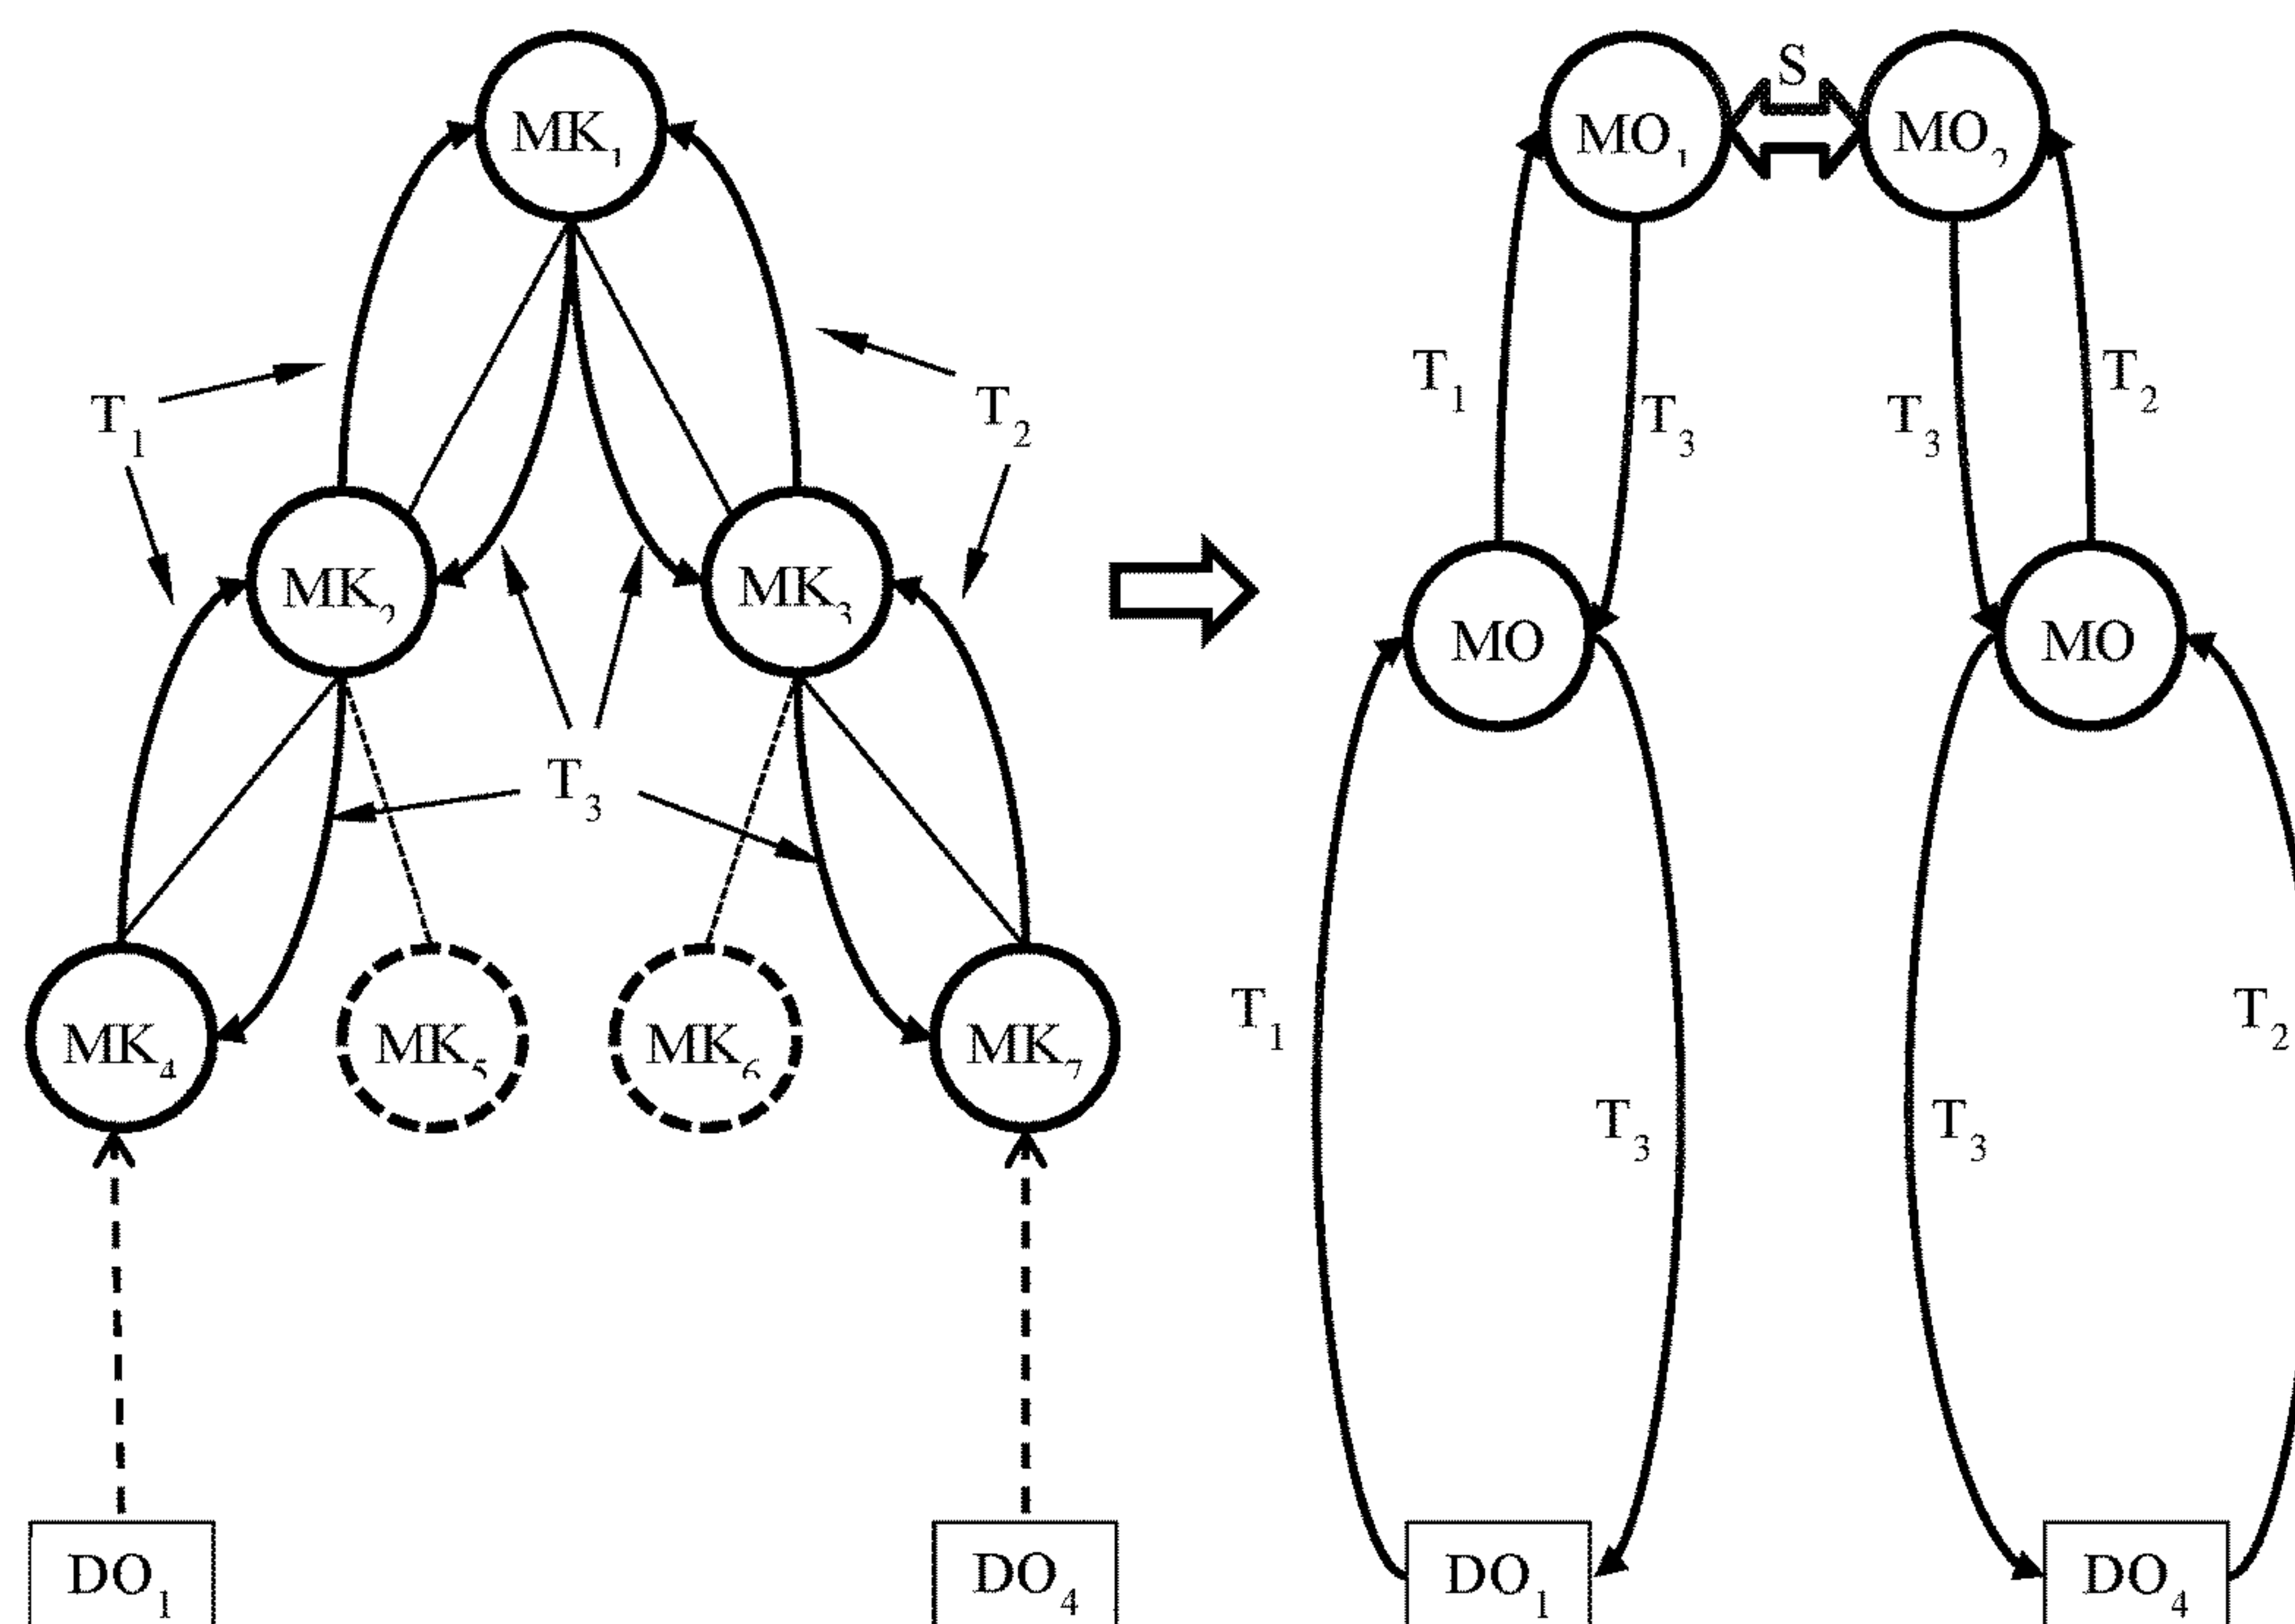 MK₁
T₁
T₂
MK₂
MK₃
T₃
MK₄
MK₅
MK₆
MK₇
DO₁
DO₄
S
MO₁
MO₂
T₁
T₃
T₃
T₂
MO
MO
T₁
T₃
T₃
T₂
DO₁
DO₄